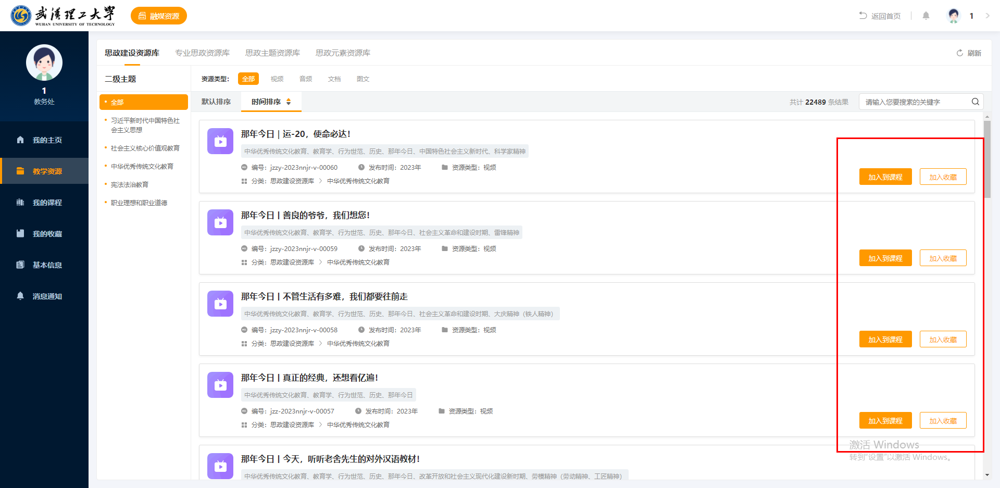 武汉理工大学
WUHAN UNIVERSITY OF TECHNOLOGY
融媒资源
返回首页
1
1
教务处
我的主页
教学资源
我的课程
我的收藏
基本信息
消息通知
思政建设资源库 专业思政资源库 思政主题资源库 思政元素资源库
刷新
二级主题
全部
习近平新时代中国特色社
会主义思想
社会主义核心价值观教育
中华优秀传统文化教育
宪法法治教育
职业理想和职业道德
资源类型： 全部 视频 音频 文档 图文
默认排序 时间排序
共计 22489 条结果
请输入您要搜索的关键字
那年今日 | 运-20，使命必达！
中华优秀传统文化教育、教育学、行为世范、历史、那年今日、中国特色社会主义新时代、科学家精神
编号：jzzy-2023nnjr-v-00060 发布时间：2023年 资源类型：视频
分类：思政建设资源库 > 中华优秀传统文化教育
加入到课程 加入收藏
那年今日丨善良的爷爷，我们想您！
中华优秀传统文化教育、教育学、行为世范、历史、那年今日、社会主义革命和建设时期、雷锋精神
编号：jzzy-2023nnjr-v-00059 发布时间：2023年 资源类型：视频
分类：思政建设资源库 > 中华优秀传统文化教育
加入到课程 加入收藏
那年今日丨不管生活有多难，我们都要往前走
中华优秀传统文化教育、教育学、行为世范、历史、那年今日、社会主义革命和建设时期、大庆精神（铁人精神）
编号：jzzy-2023nnjr-v-00058 发布时间：2023年 资源类型：视频
分类：思政建设资源库 > 中华优秀传统文化教育
加入到课程 加入收藏
那年今日丨真正的经典，还想看亿遍！
中华优秀传统文化教育、教育学、行为世范、历史、那年今日
编号：jzz-2023nnjr-v-00057 发布时间：2023年 资源类型：视频
分类：思政建设资源库 > 中华优秀传统文化教育
加入到课程 加入收藏
那年今日丨今天，听听老舍先生的对外汉语教材！
中华优秀传统文化教育、教育学、行为世范、历史、那年今日、改革开放和社会主义现代化建设新时期、劳模精神（劳动精神、工匠精神）
激活 Windows
转到"设置"以激活 Windows。